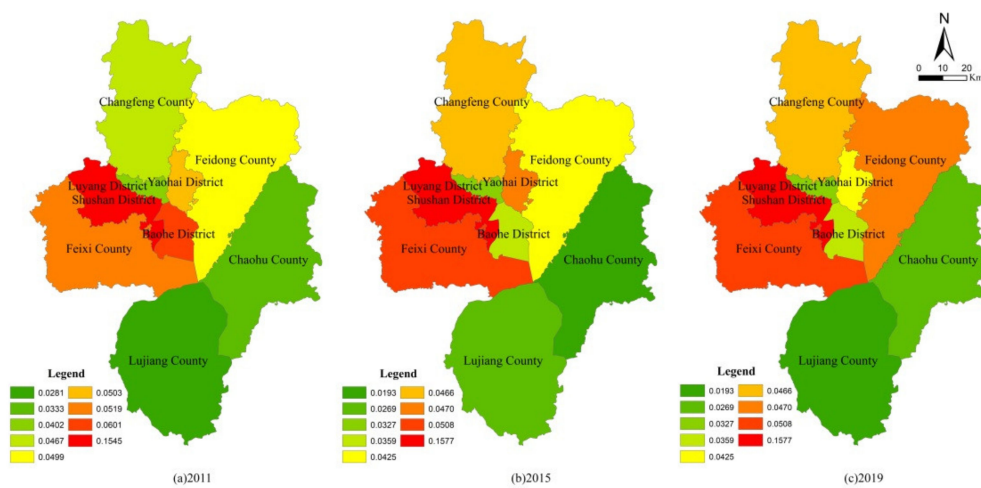 Changfeng County
Feidong County
Luyang District
Yaohai District
Shushan District
Baohe District
Feixi County
Chaohu County
Lujiang County
Legend
0.0281
0.0503
0.0333
0.0519
0.0402
0.0601
0.0467
0.1545
0.0499
(a)2011
Changfeng County
Feidong County
Luyang District
Yaohai District
Shushan District
Baohe District
Feixi County
Chaohu County
Lujiang County
Legend
0.0193
0.0466
0.0269
0.0470
0.0327
0.0508
0.0359
0.1577
0.0425
(b)2015
N
0 10 20
Km
Changfeng County
Feidong County
Luyang District
Yaohai District
Shushan District
Baohe District
Feixi County
Chaohu County
Lujiang County
Legend
0.0193
0.0466
0.0269
0.0470
0.0327
0.0508
0.0359
0.1577
0.0425
(c)2019